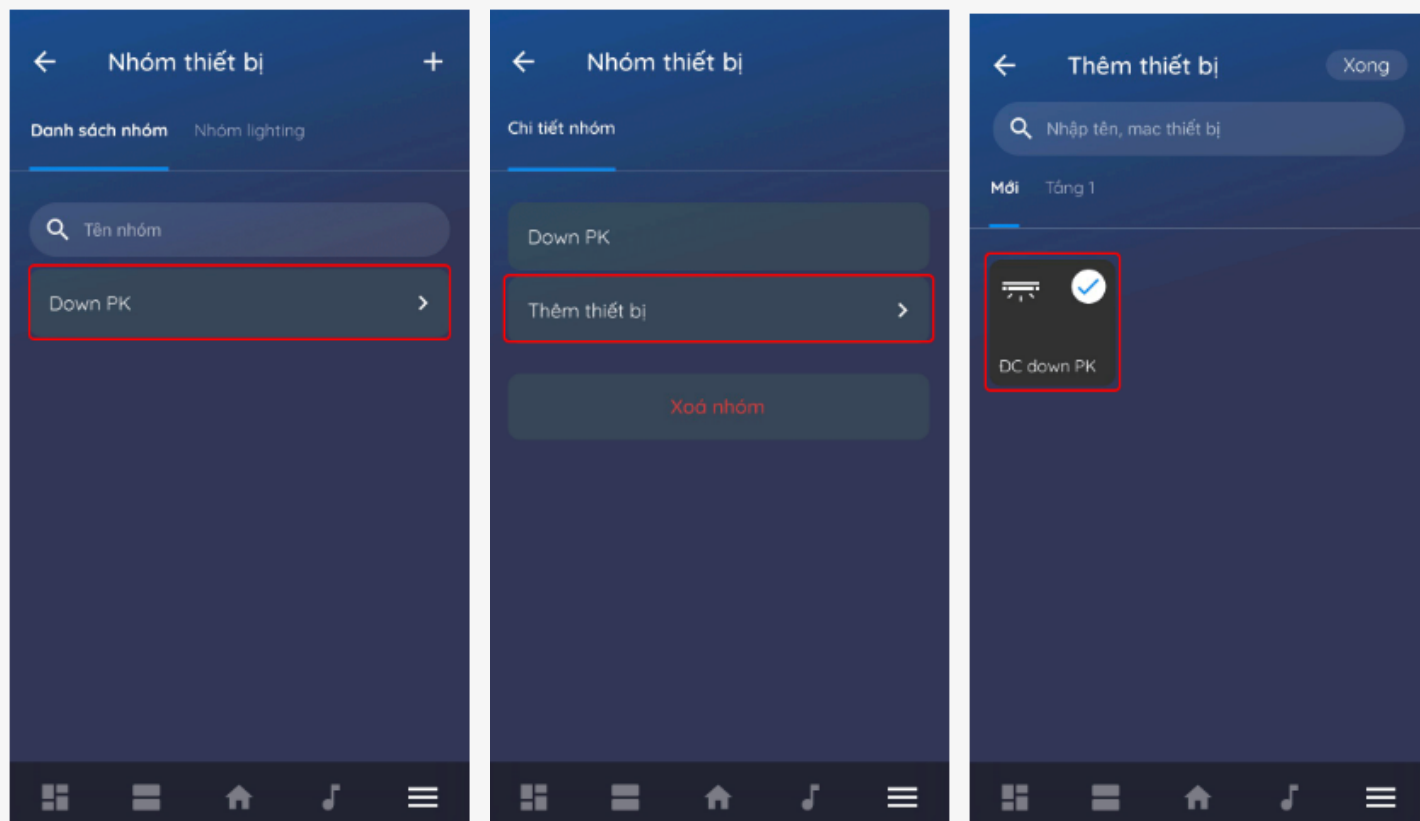 Nhóm thiết bị
Danh sách nhóm Nhóm lighting
Tên nhóm
Down PK
Nhóm thiết bị
Chi tiết nhóm
Down PK
Thêm thiết bị
Xoá nhóm
Thêm thiết bị Xong
Nhập tên, mac thiết bị
Mới Tầng 1
ĐC down PK